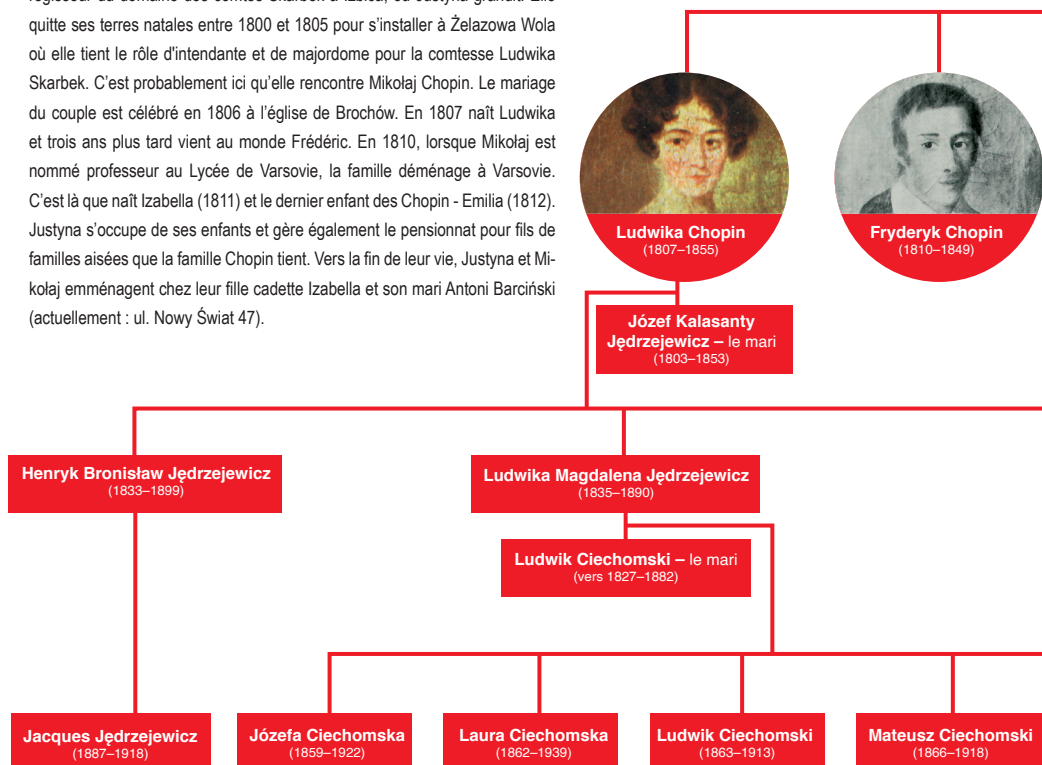 quitte ses terres natales entre 1800 et 1805 pour s’installer à Żelazowa Wola
où elle tient le rôle d'intendante et de majordome pour la comtesse Ludwika
Skarbek. C’est probablement ici qu’elle rencontre Mikołaj Chopin. Le mariage
du couple est célébré en 1806 à l’église de Brochów. En 1807 naît Ludwika
et trois ans plus tard vient au monde Frédéric. En 1810, lorsque Mikołaj est
nommé professeur au Lycée de Varsovie, la famille déménage à Varsovie.
C’est là que naît Izabella (1811) et le dernier enfant des Chopin - Emilia (1812).
Justyna s’occupe de ses enfants et gère également le pensionnat pour fils de
familles aisées que la famille Chopin tient. Vers la fin de leur vie, Justyna et Mi-
kołaj emménagent chez leur fille cadette Izabella et son mari Antoni Barciński
(actuellement : ul. Nowy Świat 47).
Ludwika Chopin
(1807–1855)
Fryderyk Chopin
(1810–1849)
Józef Kalasanty
Jędrzejewicz – le mari
(1803–1853)
Henryk Bronisław Jędrzejewicz
(1833–1899)
Ludwika Magdalena Jędrzejewicz
(1835–1890)
Ludwik Ciechomski – le mari
(vers 1827–1882)
Jacques Jędrzejewicz
(1887–1918)
Józefa Ciechomska
(1859–1922)
Laura Ciechomska
(1862–1939)
Ludwik Ciechomski
(1863–1913)
Mateusz Ciechomski
(1866–1918)